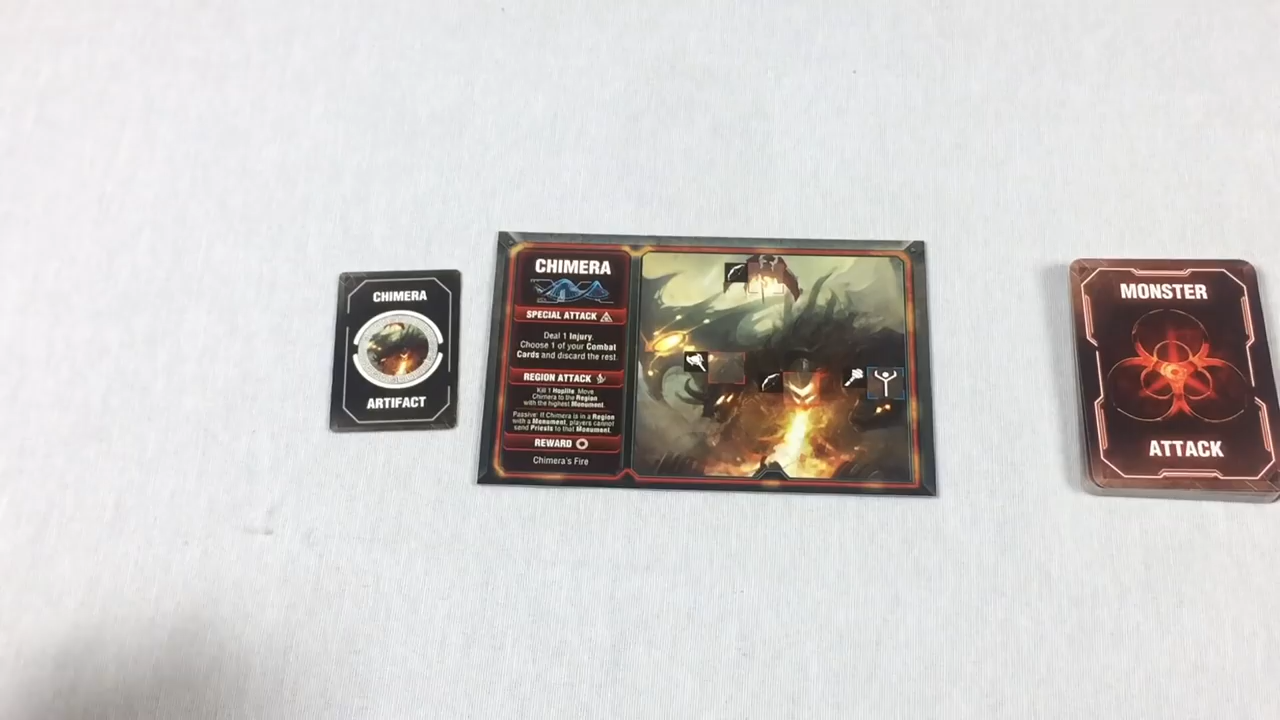 CHIMERA
ARTIFACT
CHIMERA
SPECIAL ATTACK
Deal 1 Injury.
Choose 1 of your Combat
Cards and discard the rest.
REGION ATTACK
Kill 1 Hoplite. Move
Chimera to the Region
with the highest Monument.
Passive: If Chimera is in a Region
with a Monument, players cannot
send Priests to that Monument.
REWARD
Chimera's Fire
MONSTER
ATTACK